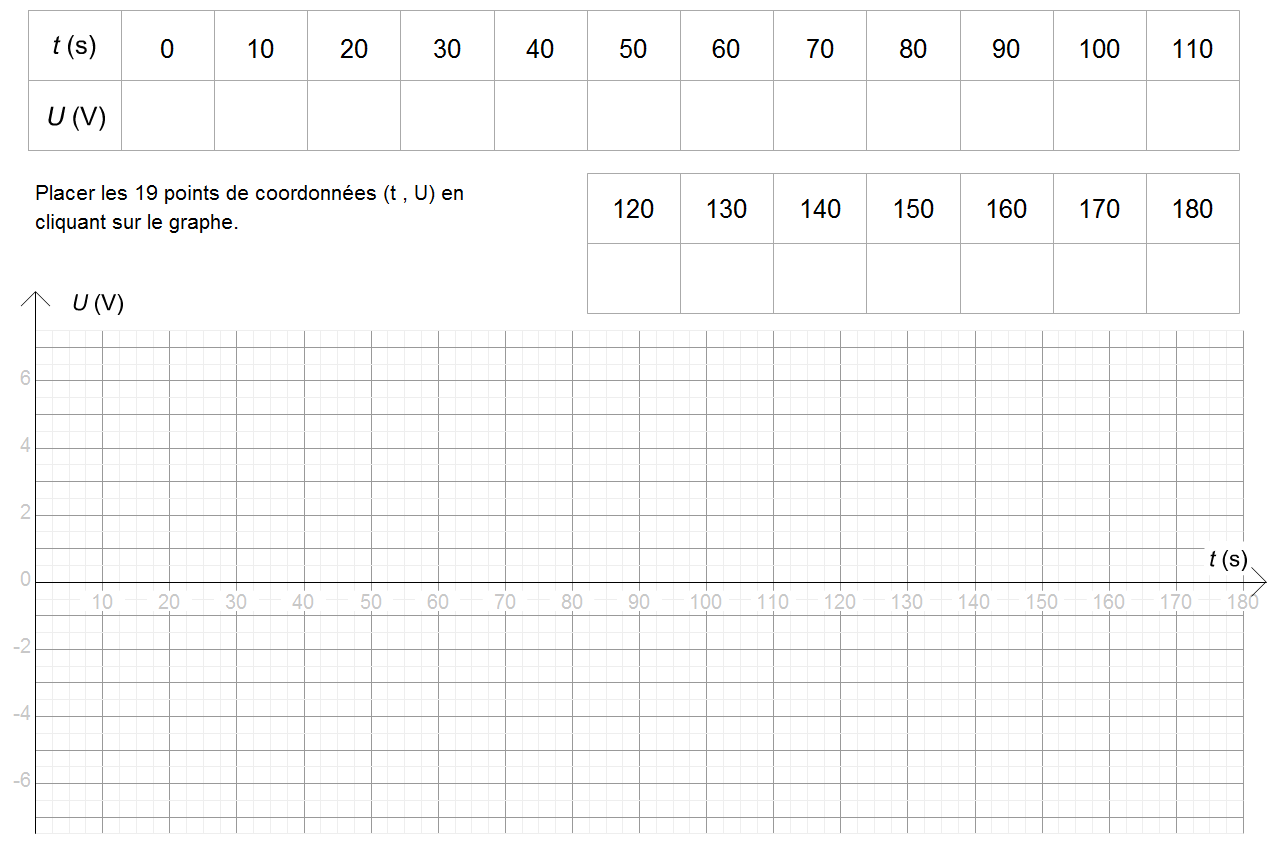 t (s) 0 10 20 30 40 50 60 70 80 90 100 110
U (V)
Placer les 19 points de coordonnées (t , U) en
cliquant sur le graphe.
120 130 140 150 160 170 180
U (V)
6
4
2
t (s)
0
10 20 30 40 50 60 70 80 90 100 110 120 130 140 150 160 170 180
-2
-4
-6